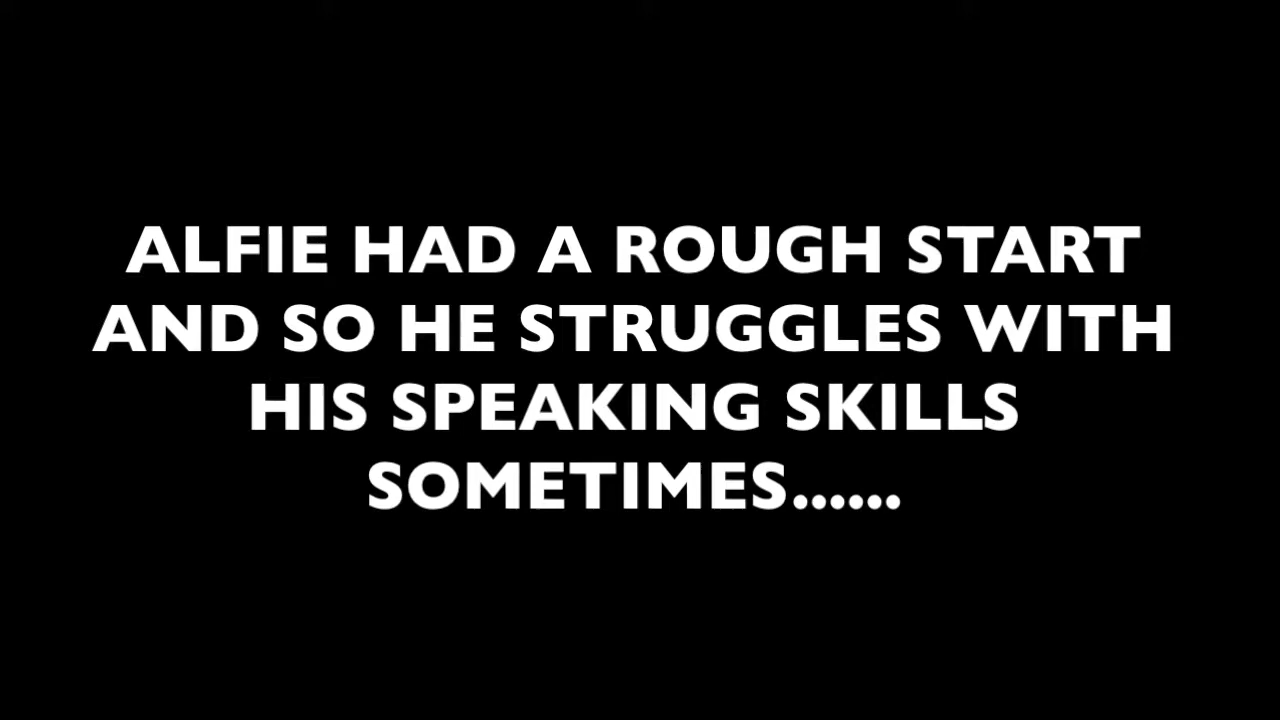 ALFIE HAD A ROUGH START
AND SO HE STRUGGLES WITH
HIS SPEAKING SKILLS
SOMETIMES......